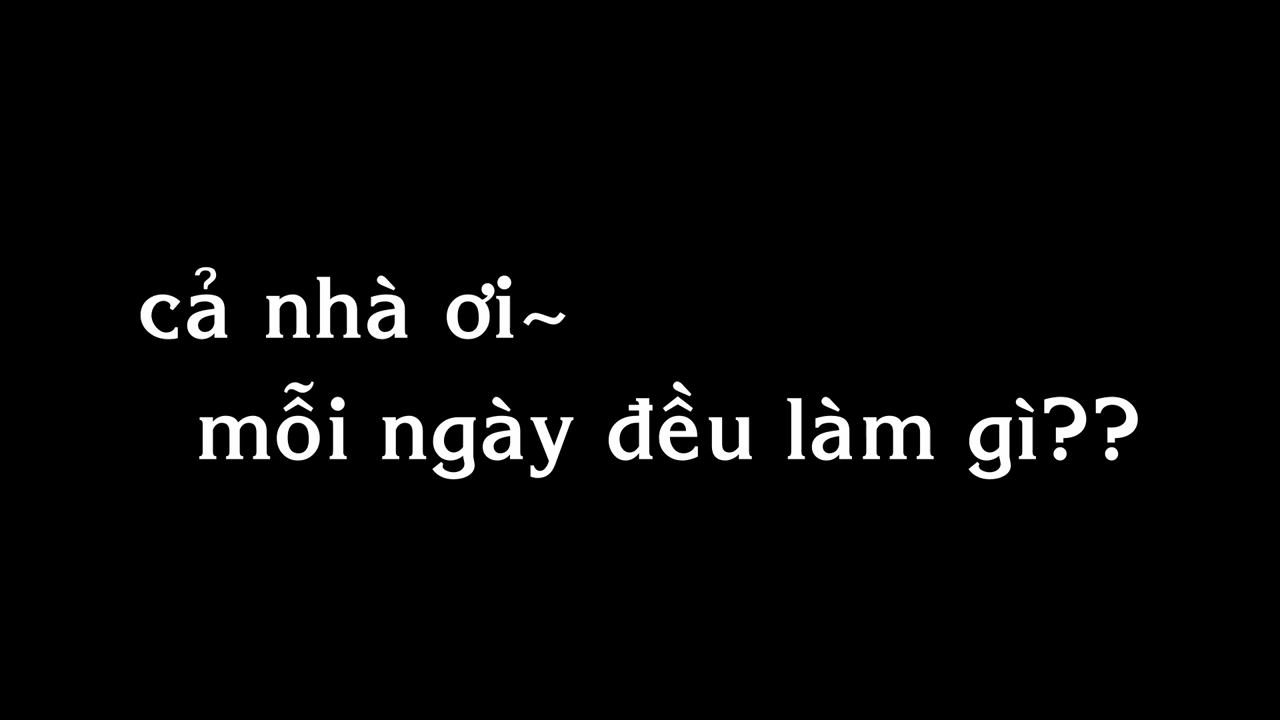 cả nhà ơi~
mỗi ngày đều làm gì??